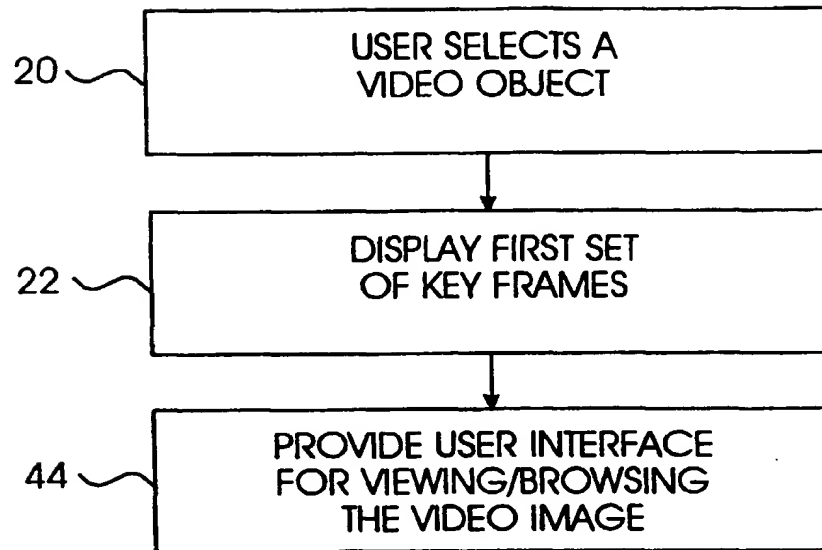 20
USER SELECTS A
VIDEO OBJECT
22
DISPLAY FIRST SET
OF KEY FRAMES
44
PROVIDE USER INTERFACE
FOR VIEWING/BROWSING
THE VIDEO IMAGE